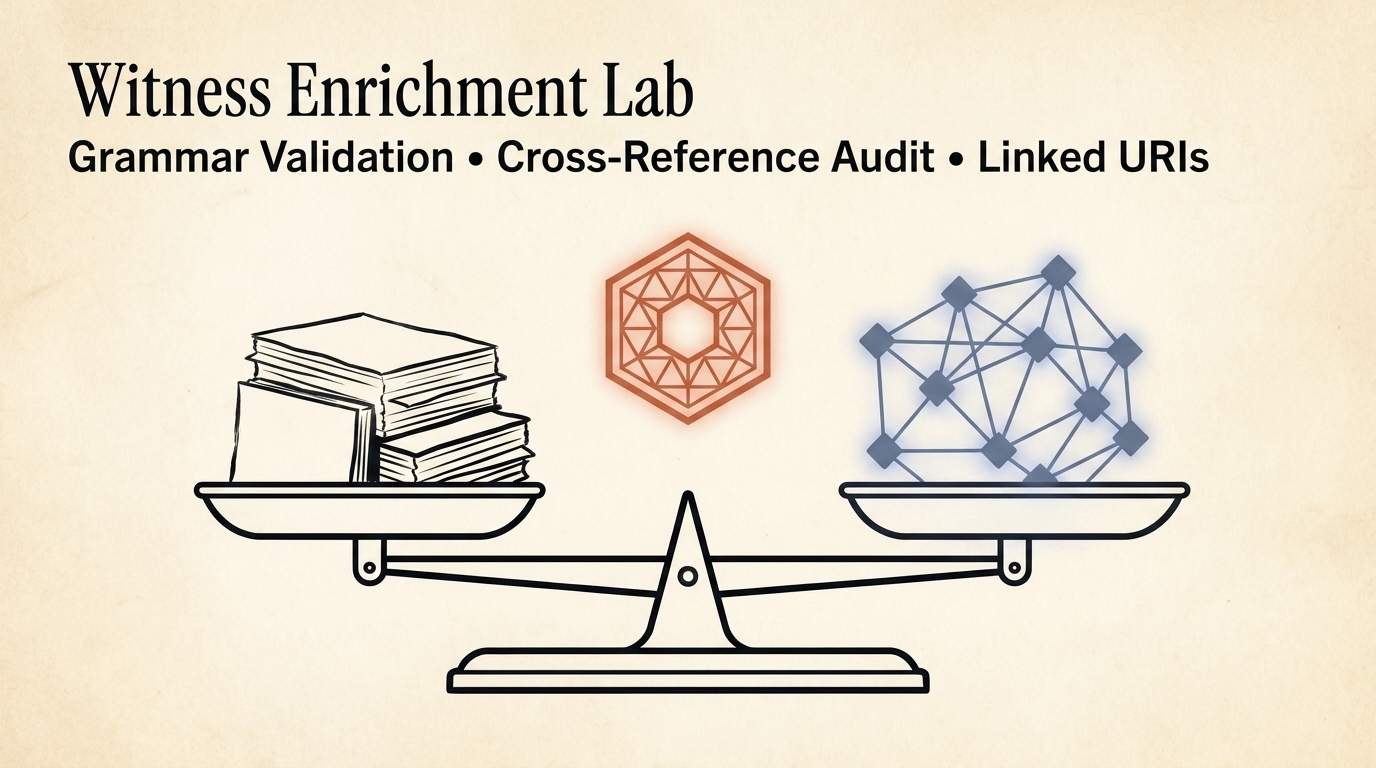 Witness Enrichment Lab
Grammar Validation • Cross-Reference Audit • Linked URIs